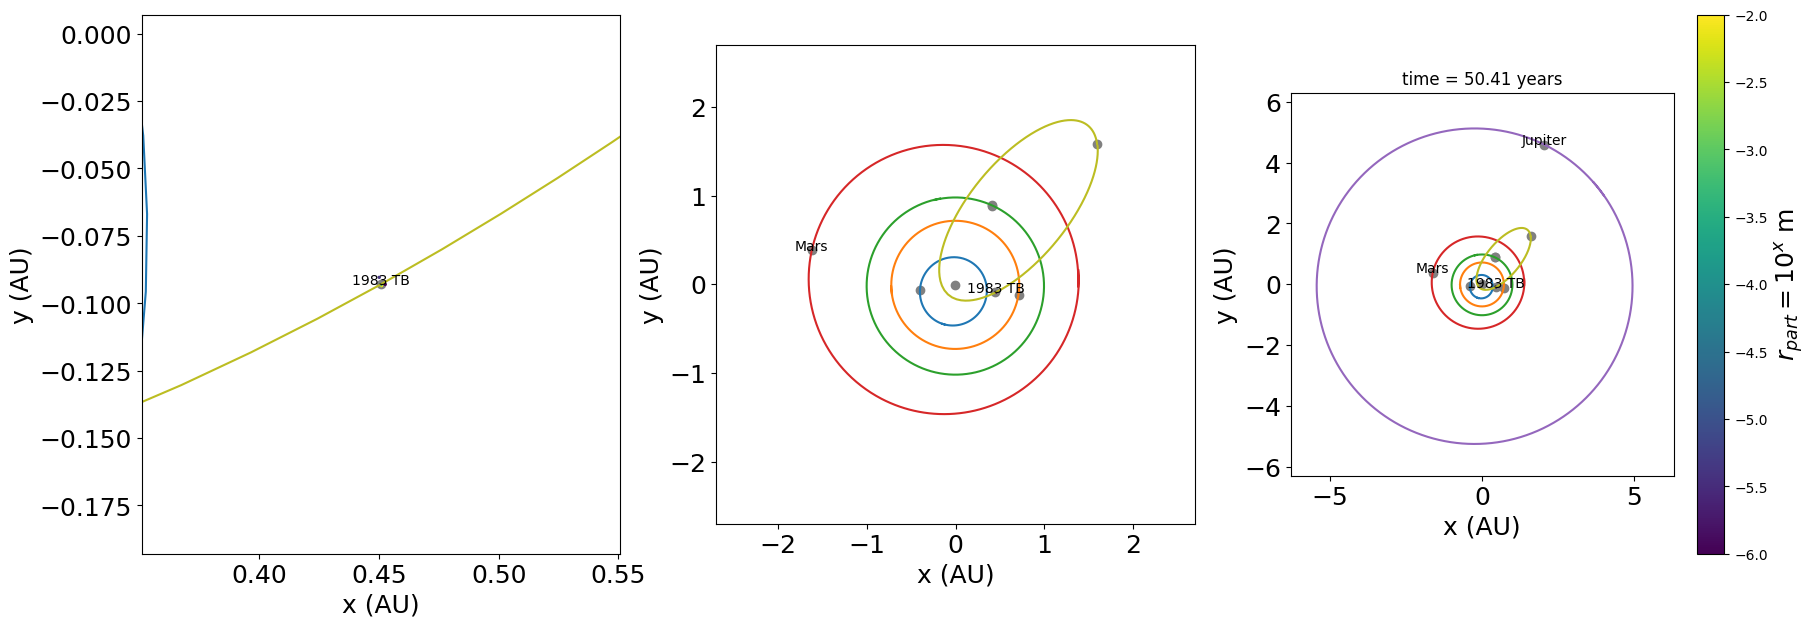 0.000
−0.025
−0.050
−0.075
−0.100
−0.125
−0.150
−0.175
y (AU)
0.40 0.45 0.50 0.55
x (AU)
1983 TB
2
1
0
−1
−2
y (AU)
−2 −1 0 1 2
x (AU)
Mars
1983 TB
time = 50.41 years
6
4
2
0
−2
−4
−6
y (AU)
−5 0 5
x (AU)
Jupiter
Mars
1983 TB
−2.0
−2.5
−3.0
−3.5
−4.0
−4.5
−5.0
−5.5
−6.0
r_part = 10^x m